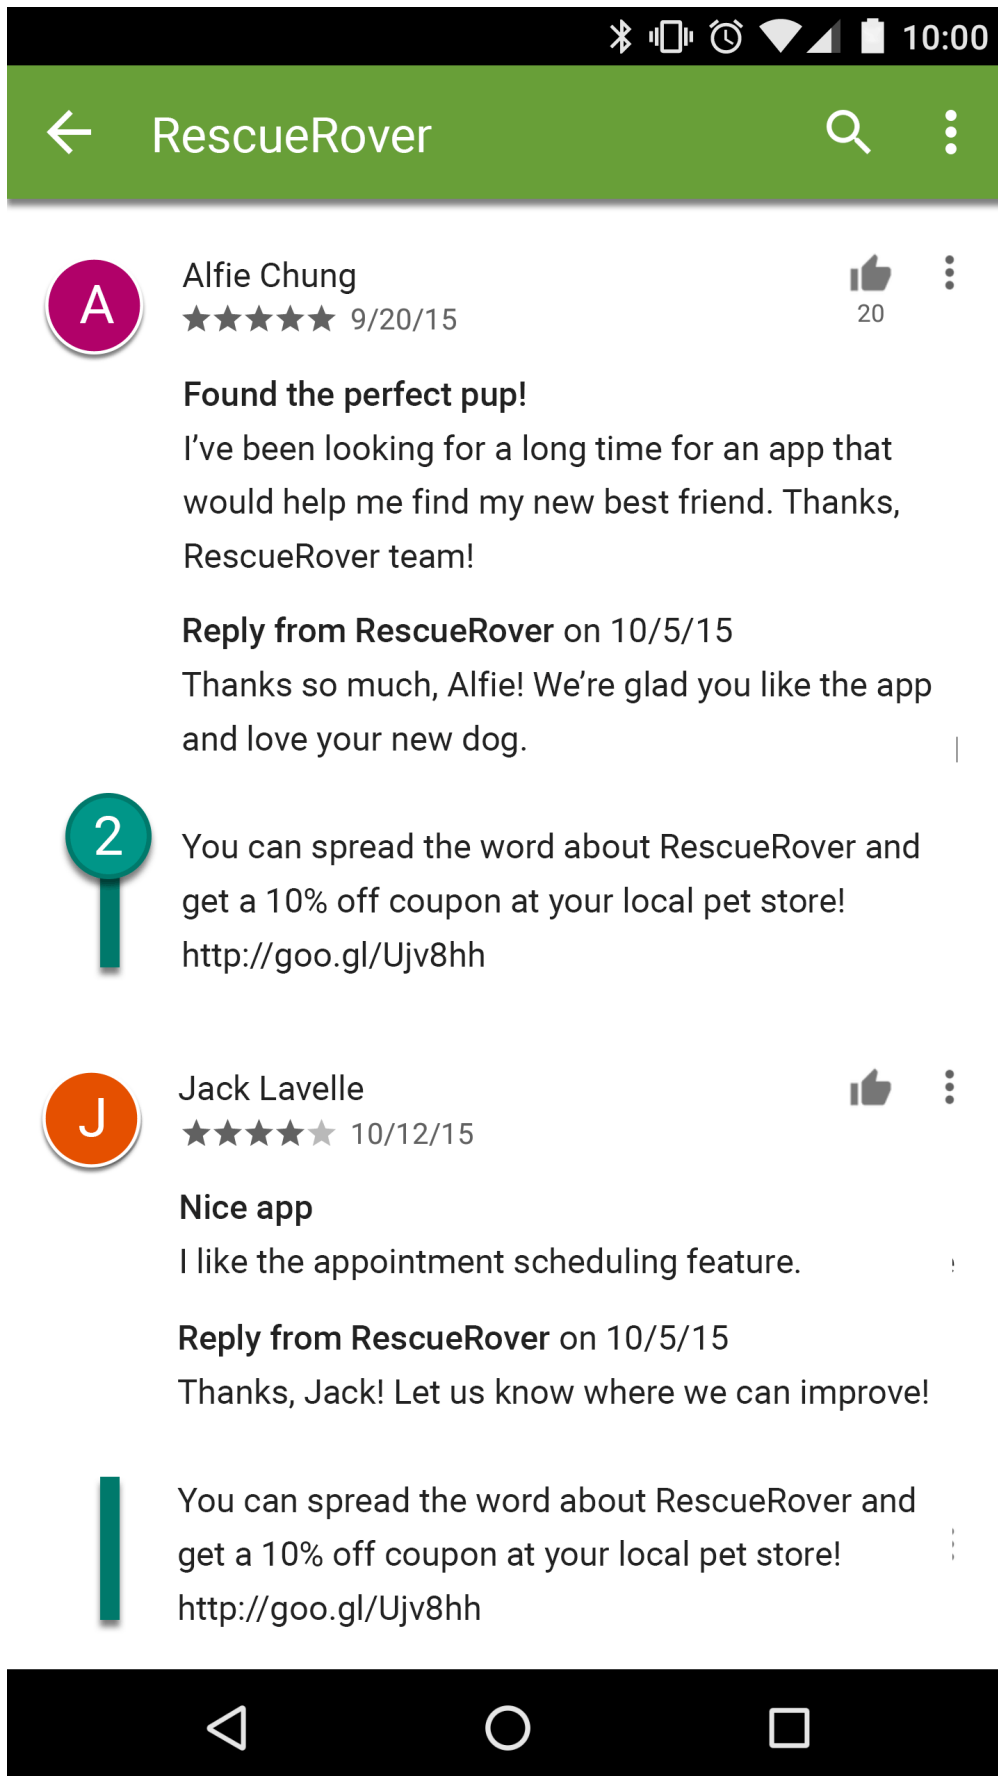 10:00
RescueRover
A
Alfie Chung
9/20/15
20
Found the perfect pup!
I’ve been looking for a long time for an app that
would help me find my new best friend. Thanks,
RescueRover team!
Reply from RescueRover on 10/5/15
Thanks so much, Alfie! We’re glad you like the app
and love your new dog.
2
You can spread the word about RescueRover and
get a 10% off coupon at your local pet store!
http://goo.gl/Ujv8hh
J
Jack Lavelle
10/12/15
Nice app
I like the appointment scheduling feature.
Reply from RescueRover on 10/5/15
Thanks, Jack! Let us know where we can improve!
You can spread the word about RescueRover and
get a 10% off coupon at your local pet store!
http://goo.gl/Ujv8hh